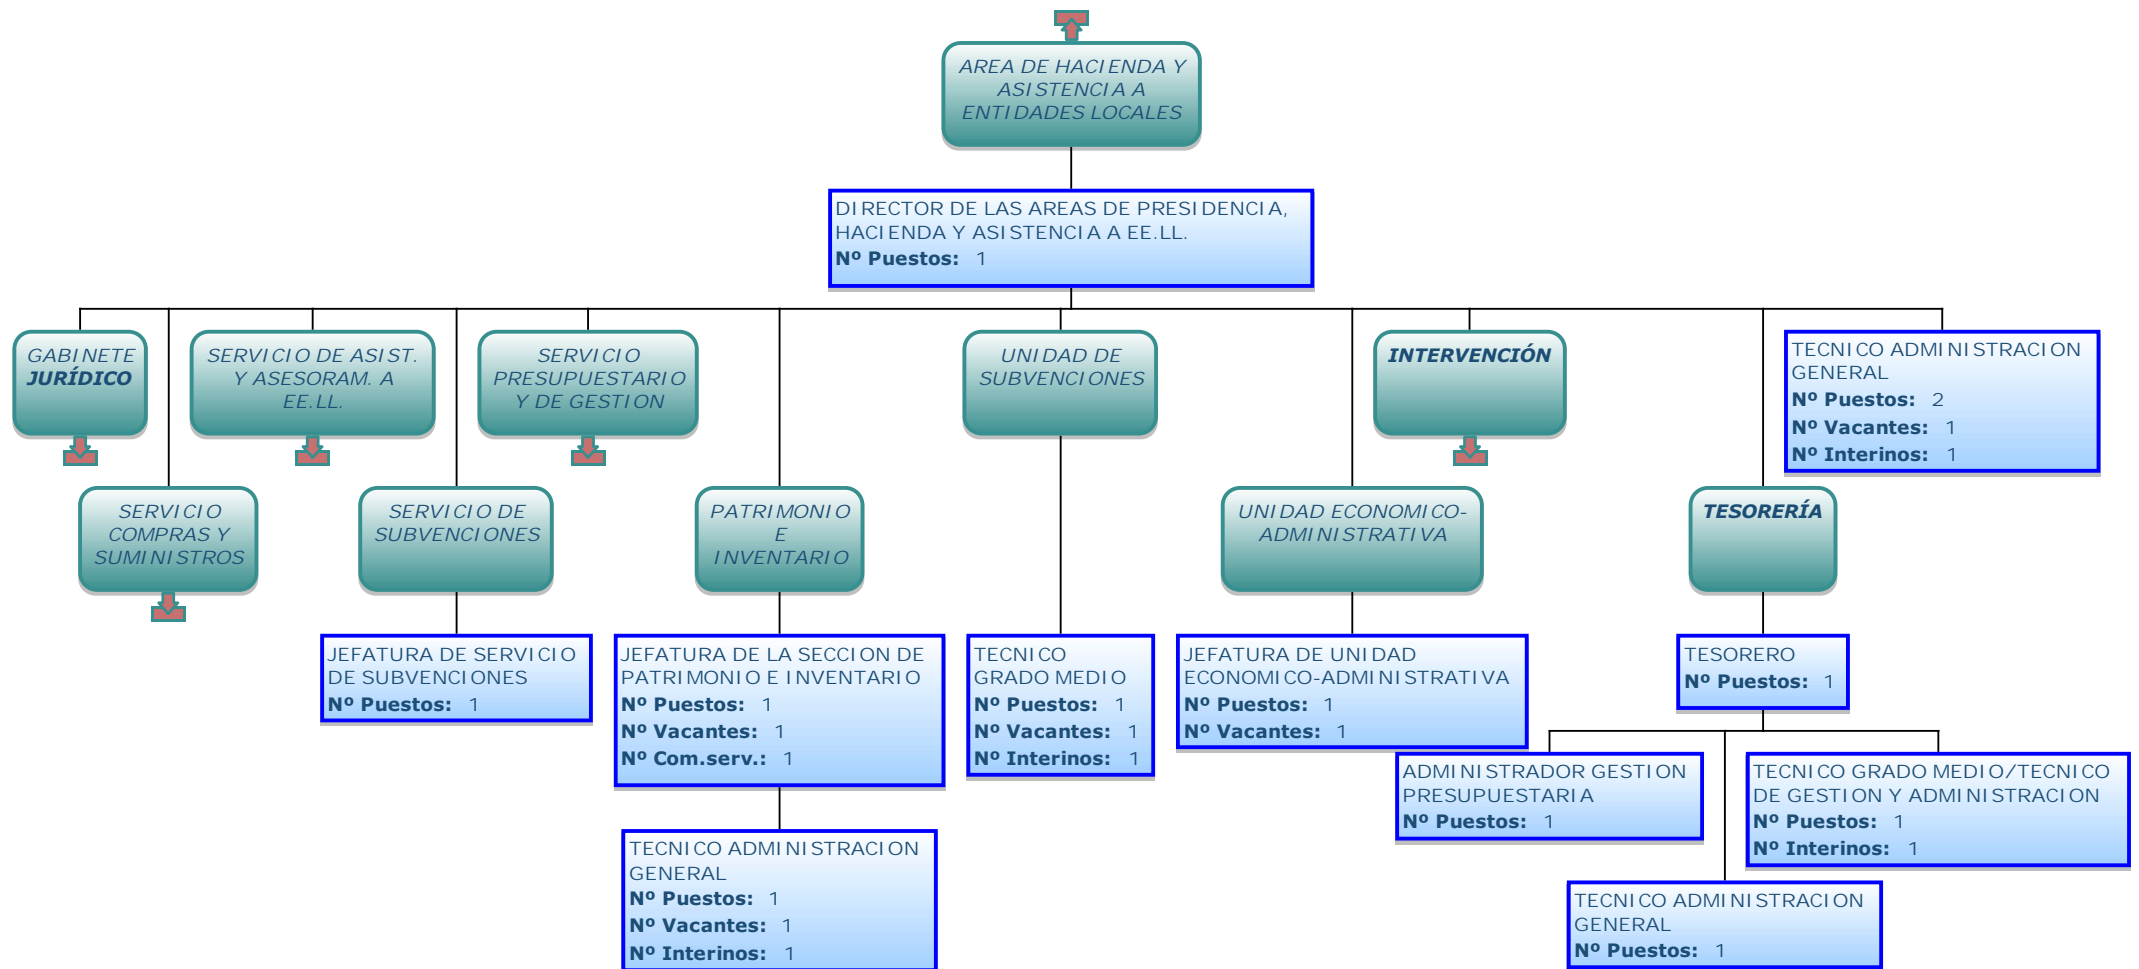 AREA DE HACIENDA Y
ASISTENCIA A
ENTIDADES LOCALES
DIRECTOR DE LAS AREAS DE PRESIDENCIA,
HACIENDA Y ASISTENCIA A EE.LL.
Nº Puestos: 1
GABINETE
JURÍDICO
SERVICIO DE ASIST.
Y ASESORAM. A
EE.LL.
SERVICIO
PRESUPUESTARIO
Y DE GESTION
UNIDAD DE
SUBVENCIONES
INTERVENCIÓN
TECNICO ADMINISTRACION
GENERAL
Nº Puestos: 2
Nº Vacantes: 1
Nº Interinos: 1
SERVICIO
COMPRAS Y
SUMINISTROS
SERVICIO DE
SUBVENCIONES
PATRIMONIO
E
INVENTARIO
UNIDAD ECONOMICO-
ADMINISTRATIVA
TESORERÍA
JEFATURA DE SERVICIO
DE SUBVENCIONES
Nº Puestos: 1
JEFATURA DE LA SECCION DE
PATRIMONIO E INVENTARIO
Nº Puestos: 1
Nº Vacantes: 1
Nº Com.serv.: 1
TECNICO
GRADO MEDIO
Nº Puestos: 1
Nº Vacantes: 1
Nº Interinos: 1
JEFATURA DE UNIDAD
ECONOMICO-ADMINISTRATIVA
Nº Puestos: 1
Nº Vacantes: 1
TESORERO
Nº Puestos: 1
ADMINISTRADOR GESTION
PRESUPUESTARIA
Nº Puestos: 1
TECNICO GRADO MEDIO/TECNICO
DE GESTION Y ADMINISTRACION
Nº Puestos: 1
Nº Interinos: 1
TECNICO ADMINISTRACION
GENERAL
Nº Puestos: 1
Nº Vacantes: 1
Nº Interinos: 1
TECNICO ADMINISTRACION
GENERAL
Nº Puestos: 1